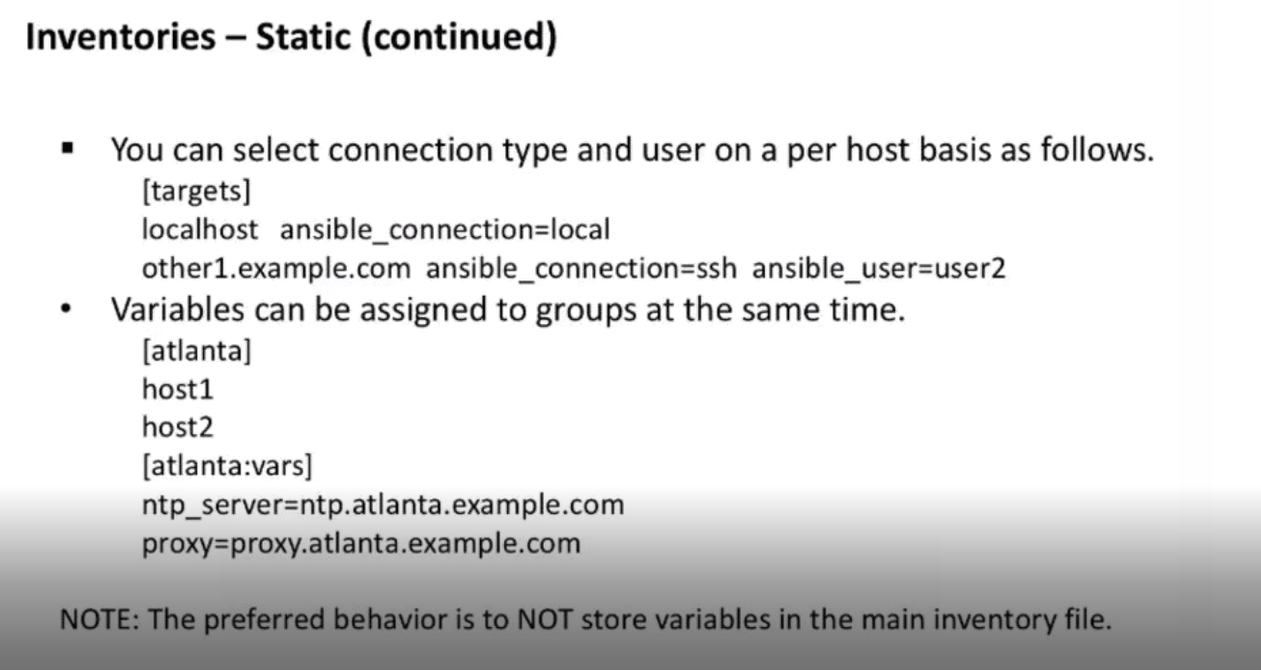 Inventories – Static (continued)
▪ You can select connection type and user on a per host basis as follows.
[targets]
localhost ansible_connection=local
other1.example.com ansible_connection=ssh ansible_user=user2
• Variables can be assigned to groups at the same time.
[atlanta]
host1
host2
[atlanta:vars]
ntp_server=ntp.atlanta.example.com
proxy=proxy.atlanta.example.com
NOTE: The preferred behavior is to NOT store variables in the main inventory file.